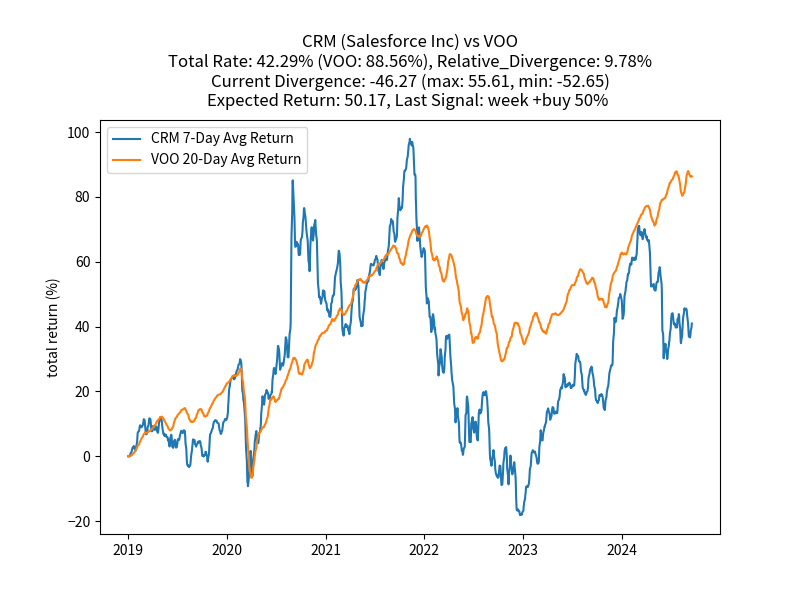 CRM (Salesforce Inc) vs VOO
Total Rate: 42.29% (VOO: 88.56%), Relative_Divergence: 9.78%
Current Divergence: -46.27 (max: 55.61, min: -52.65)
Expected Return: 50.17, Last Signal: week +buy 50%
CRM 7-Day Avg Return
VOO 20-Day Avg Return
total return (%)
100
80
60
40
20
0
−20
2019
2020
2021
2022
2023
2024